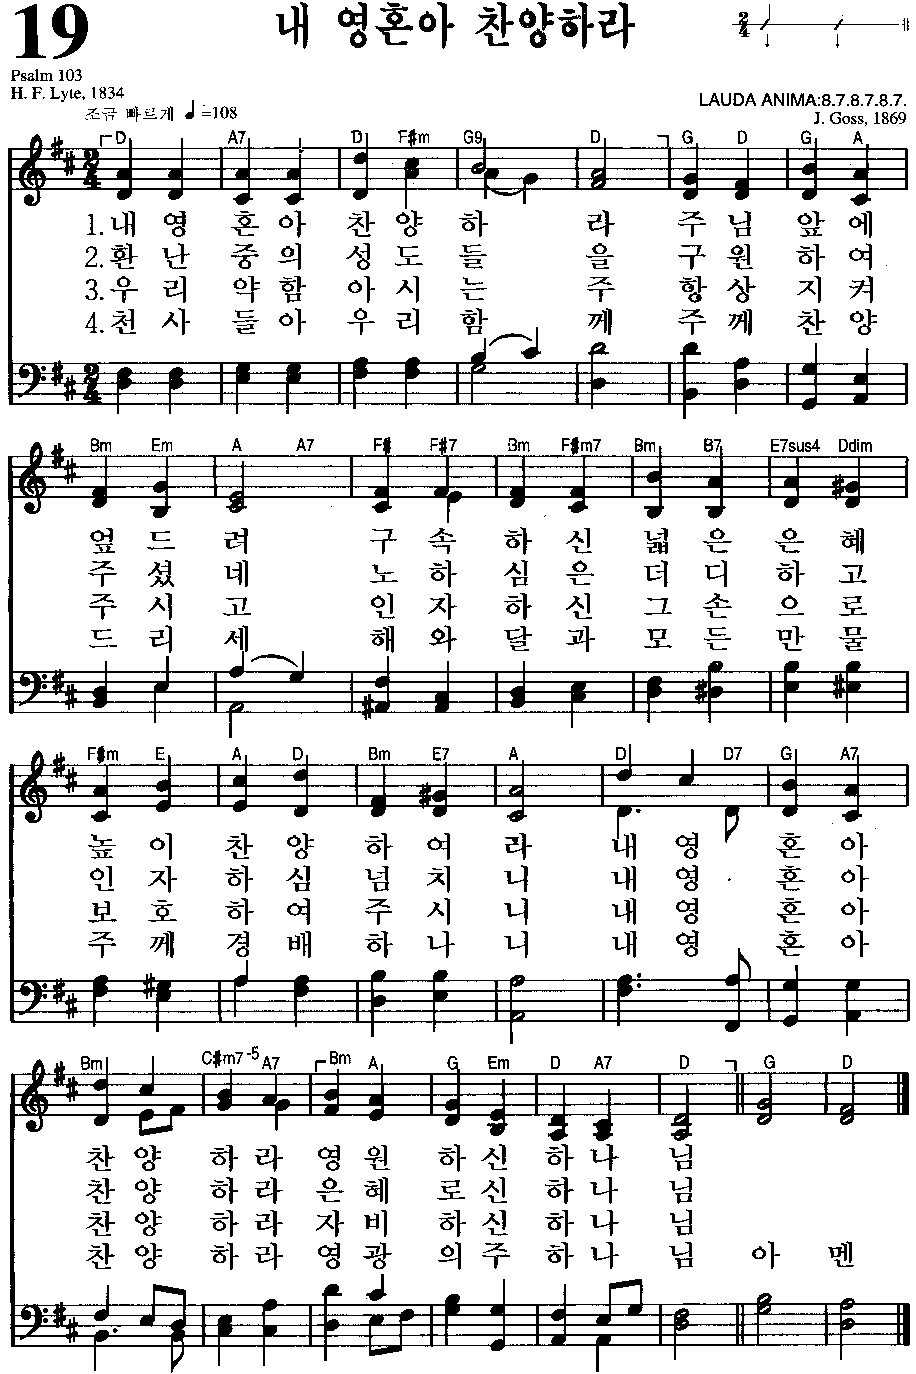 19
내 영혼아 찬양하라
2/4
Psalm 103
H. F. Lyte, 1834
조금 빠르게 ♩=108
LAUDA ANIMA:8.7.8.7.8.7.
J. Goss, 1869
D A7 D F#m G9 D G D G A
1.내 영 혼 아 찬 양 하 라 주 님 앞 에
2.환 난 중 의 성 도 들 을 구 원 하 여
3.우 리 약 함 아 시 는 주 항 상 지 켜
4.천 사 들 아 우 리 함 께 주 께 찬 양
Bm Em A A7 F# F#7 Bm F#m7 Bm B7 E7sus4 Ddim
엎 드 려 구 속 하 신 넓 은 은 혜
주 셨 네 노 하 심 은 더 디 하 고
주 시 고 인 자 하 신 그 손 으 로
드 리 세 해 와 달 과 모 든 만 물
F#m E A D Bm E7 A D D7 G A7
높 이 찬 양 하 여 라 내 영 혼 아
인 자 하 심 넘 치 니 내 영 혼 아
보 호 하 여 주 시 니 내 영 혼 아
주 께 경 배 하 나 니 내 영 혼 아
Bm C#m7-5 A7 Bm A G Em D A7 D G D
찬 양 하 라 영 원 하 신 하 나 님
찬 양 하 라 은 혜 로 신 하 나 님
찬 양 하 라 자 비 하 신 하 나 님
찬 양 하 라 영 광 의 주 하 나 님 아 멘